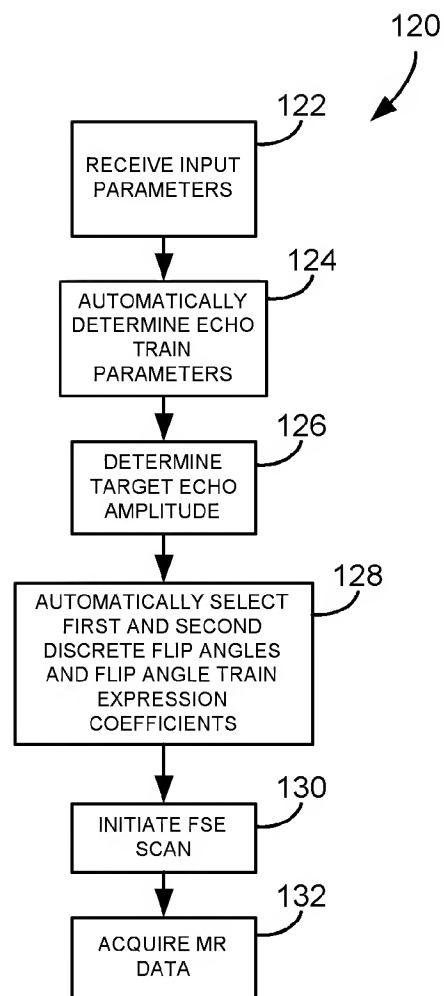 120
122
RECEIVE INPUT
PARAMETERS
124
AUTOMATICALLY
DETERMINE ECHO
TRAIN
PARAMETERS
126
DETERMINE
TARGET ECHO
AMPLITUDE
128
AUTOMATICALLY SELECT
FIRST AND SECOND
DISCRETE FLIP ANGLES
AND FLIP ANGLE TRAIN
EXPRESSION
COEFFICIENTS
130
INITIATE FSE
SCAN
132
ACQUIRE MR
DATA